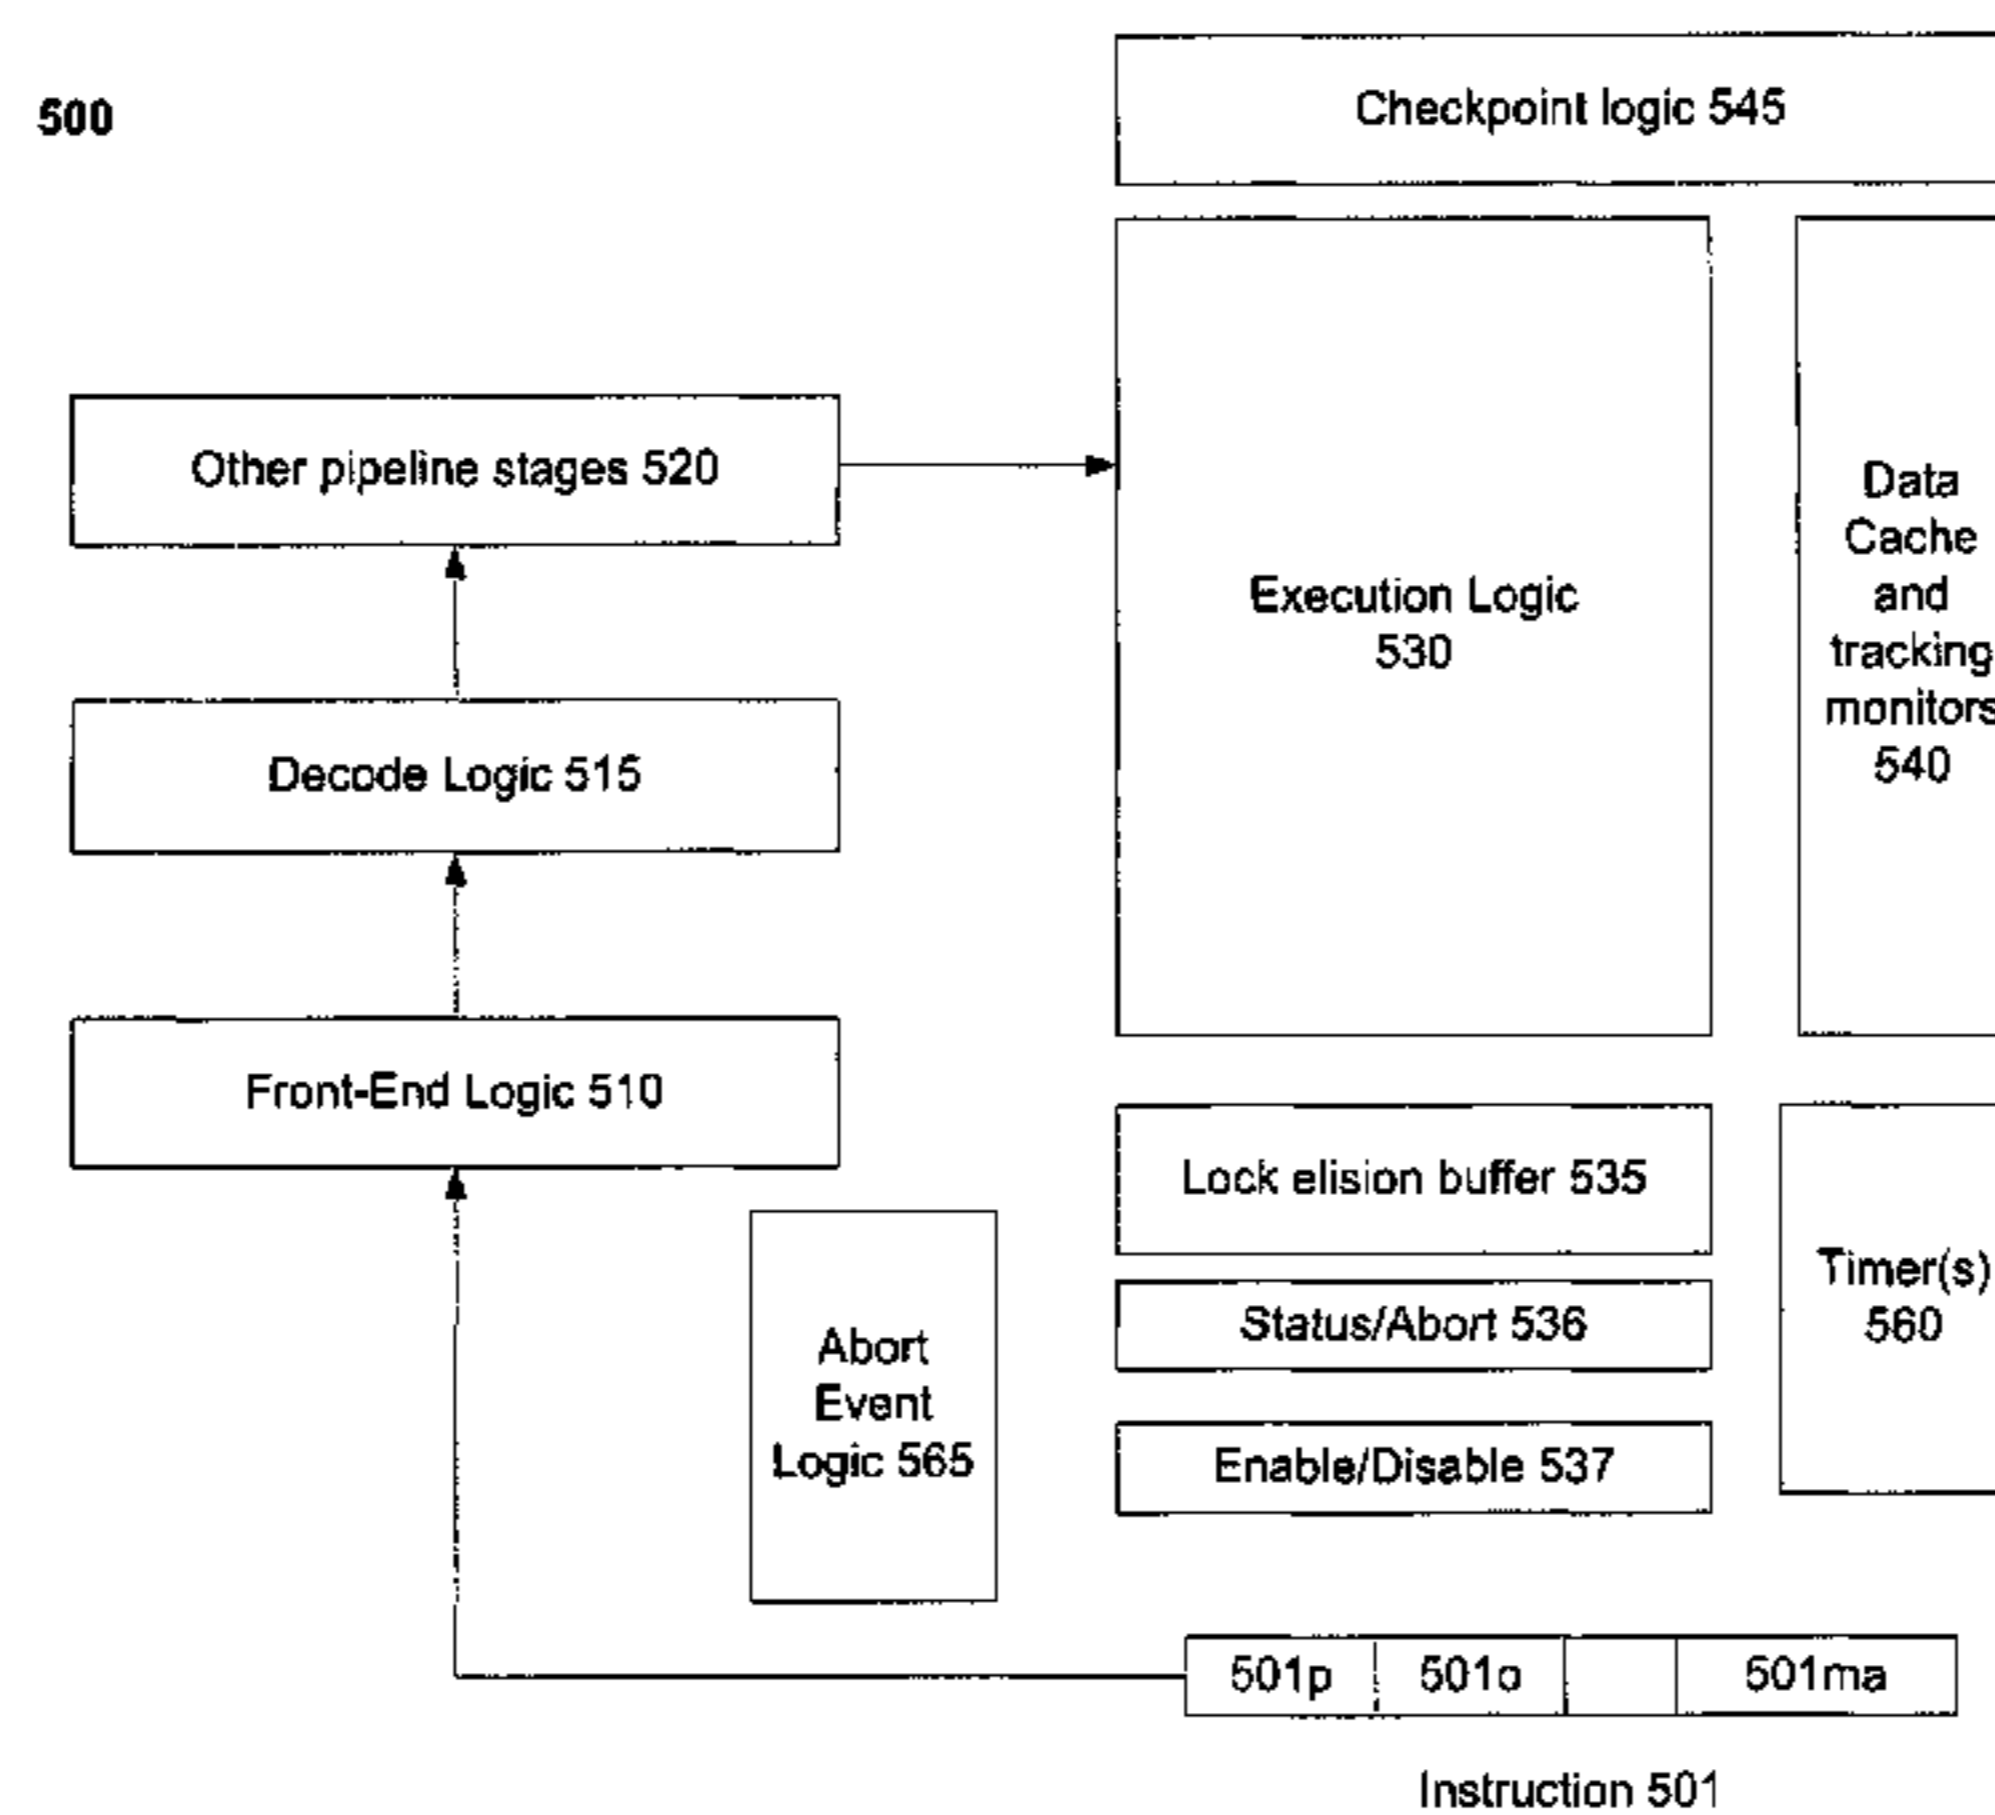 500
Checkpoint logic 545
Other pipeline stages 520
Execution Logic
530
Data
Cache
and
tracking
monitors
540
Decode Logic 515
Front-End Logic 510
Lock elision buffer 535
Status/Abort 536
Enable/Disable 537
Timer(s)
560
Abort
Event
Logic 565
501p 501o 501ma
Instruction 501